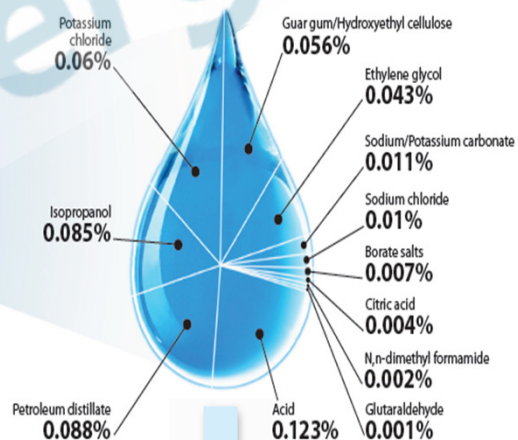 Potassium
chloride
0.06%
Guar gum/Hydroxyethyl cellulose
0.056%
Ethylene glycol
0.043%
Sodium/Potassium carbonate
0.011%
Sodium chloride
0.01%
Isopropanol
0.085%
Borate salts
0.007%
Citric acid
0.004%
N,n-dimethyl formamide
0.002%
Petroleum distillate
0.088%
Acid
0.123%
Glutaraldehyde
0.001%